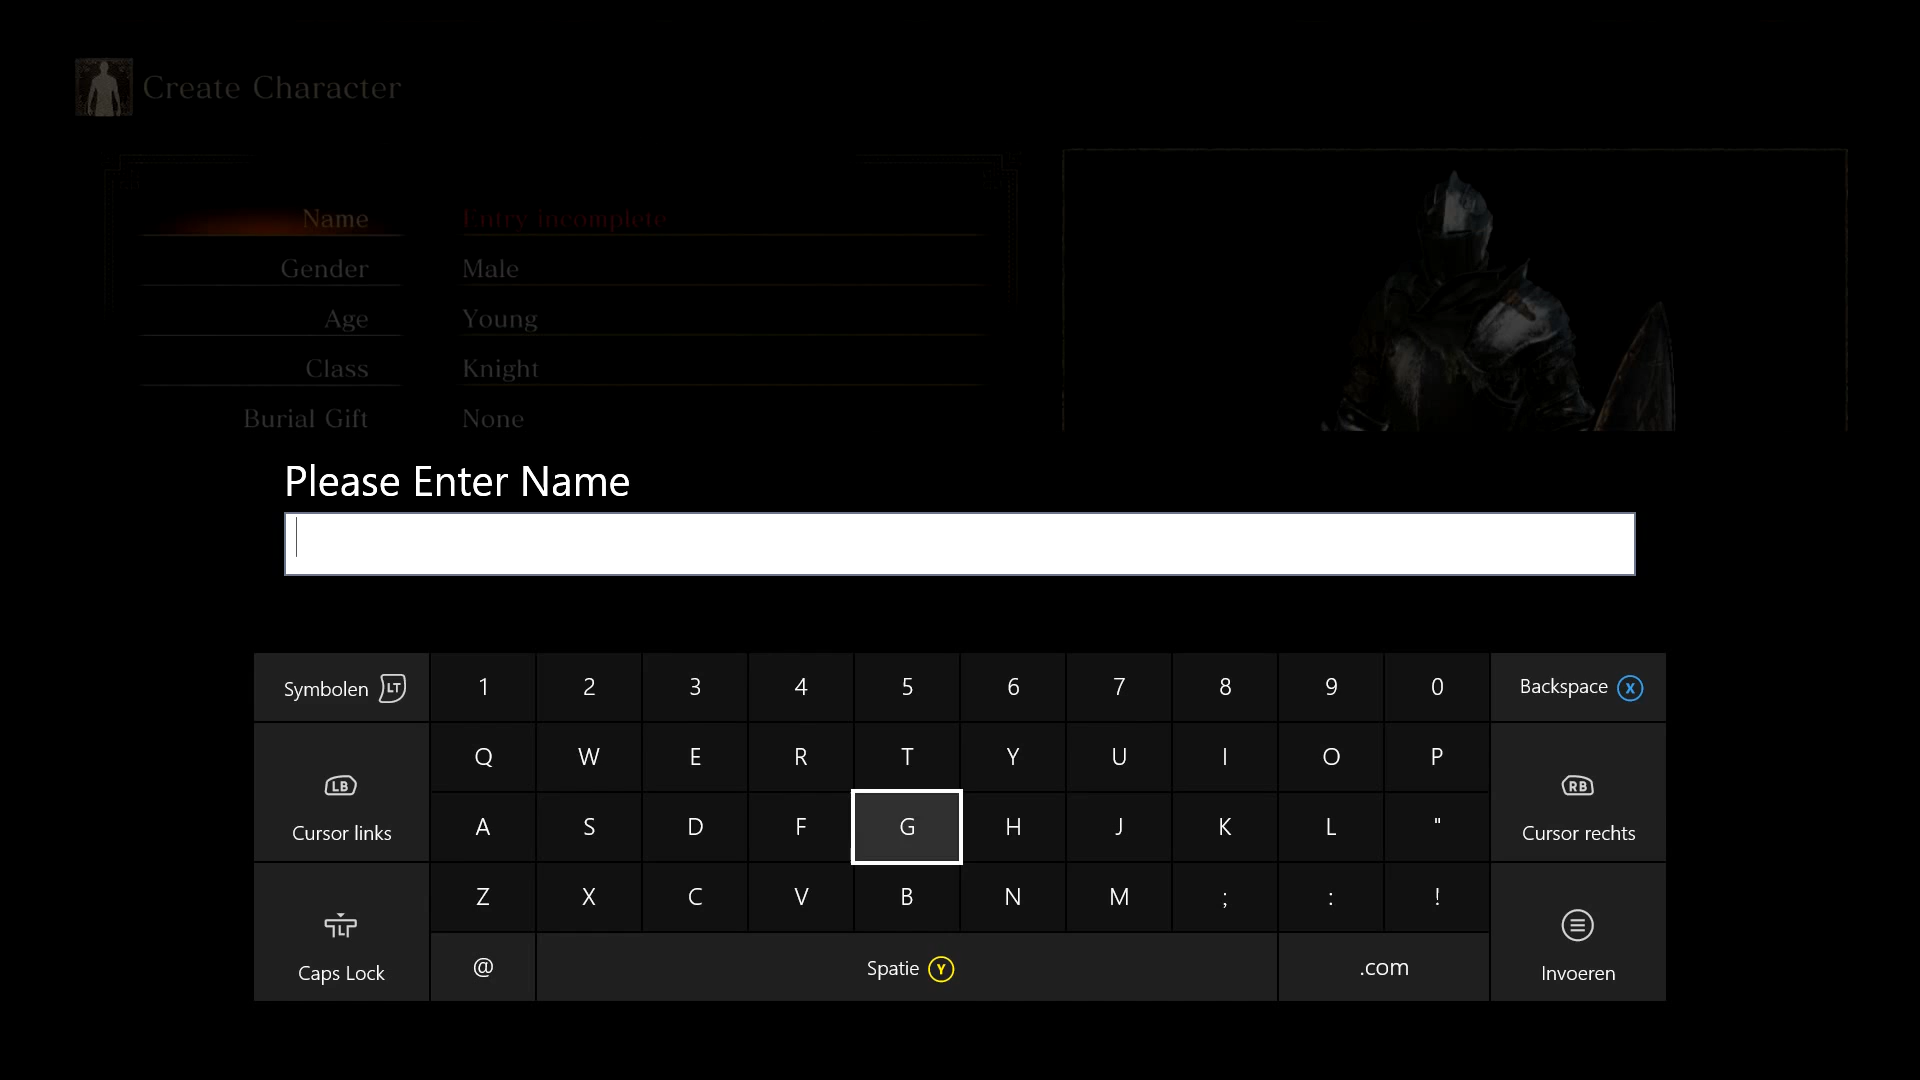 Create Character
Name Entry incomplete
Gender Male
Age Young
Class Knight
Burial Gift None
Please Enter Name
Symbolen LT 1 2 3 4 5 6 7 8 9 0 Backspace X
Q W E R T Y U I O P
LB Cursor links
A S D F G H J K L "
RB Cursor rechts
Z X C V B N M ; : !
Caps Lock @ Spatie Y .com Invoeren